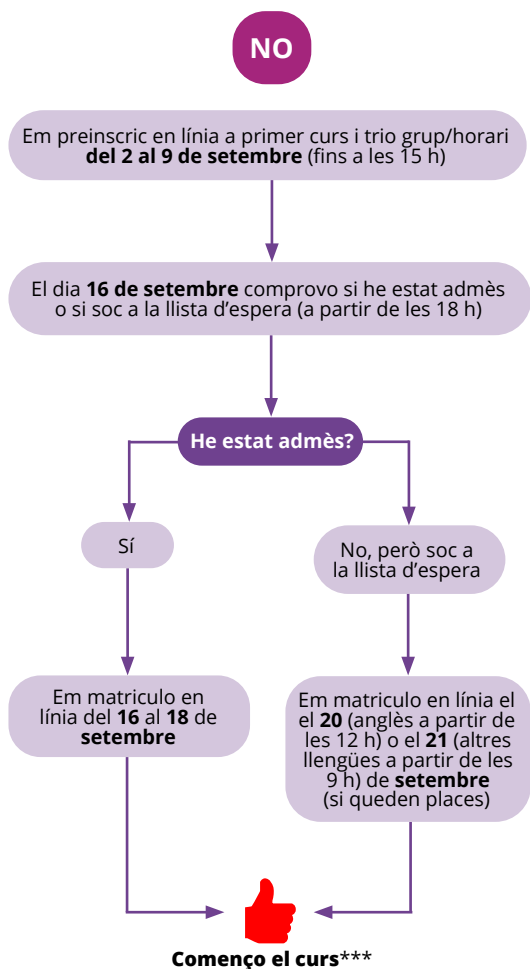 NO
Em preinscric en línia a primer curs i trio grup/horari
del 2 al 9 de setembre (fins a les 15 h)
El dia 16 de setembre comprovo si he estat admès
o si soc a la llista d’espera (a partir de les 18 h)
He estat admès?
Sí
No, però soc a
la llista d’espera
Em matriculo en
línia del 16 al 18 de
setembre
Em matriculo en línia el
el 20 (anglès a partir de
les 12 h) o el 21 (altres
llengües a partir de les
9 h) de setembre
(si queden places)
Començo el curs***